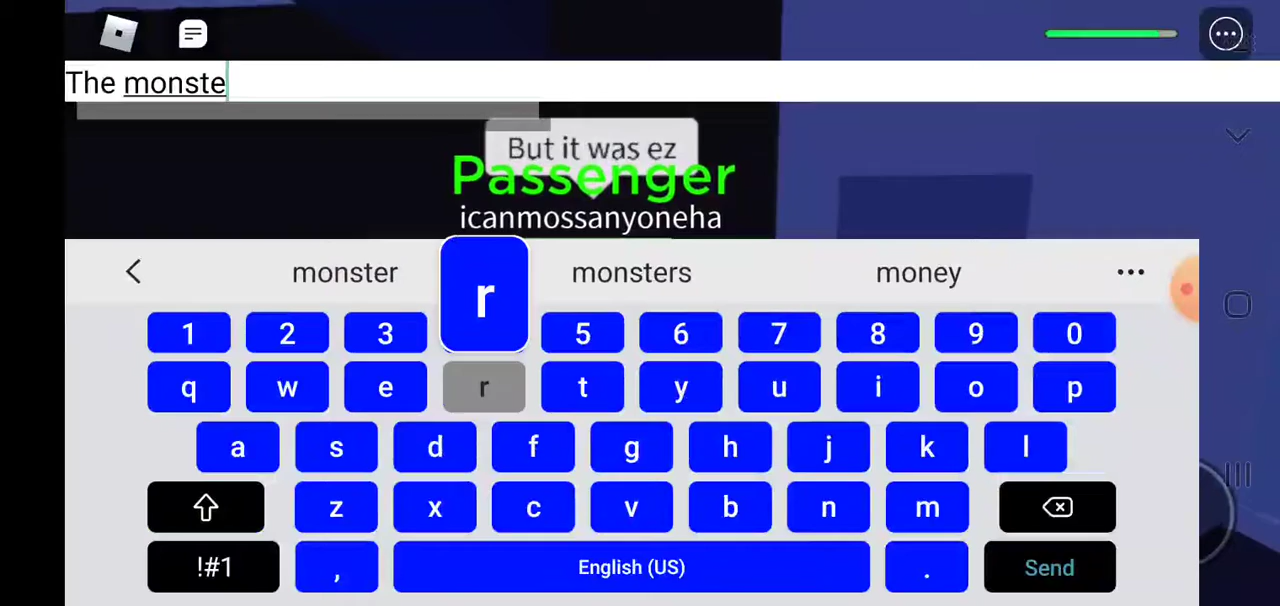 The monste
But it was ez
Passenger
icanmossanyoneha
monster monsters money
r
1 2 3 5 6 7 8 9 0
q w e r t y u i o p
a s d f g h j k l
z x c v b n m
!#1 , English (US) . Send